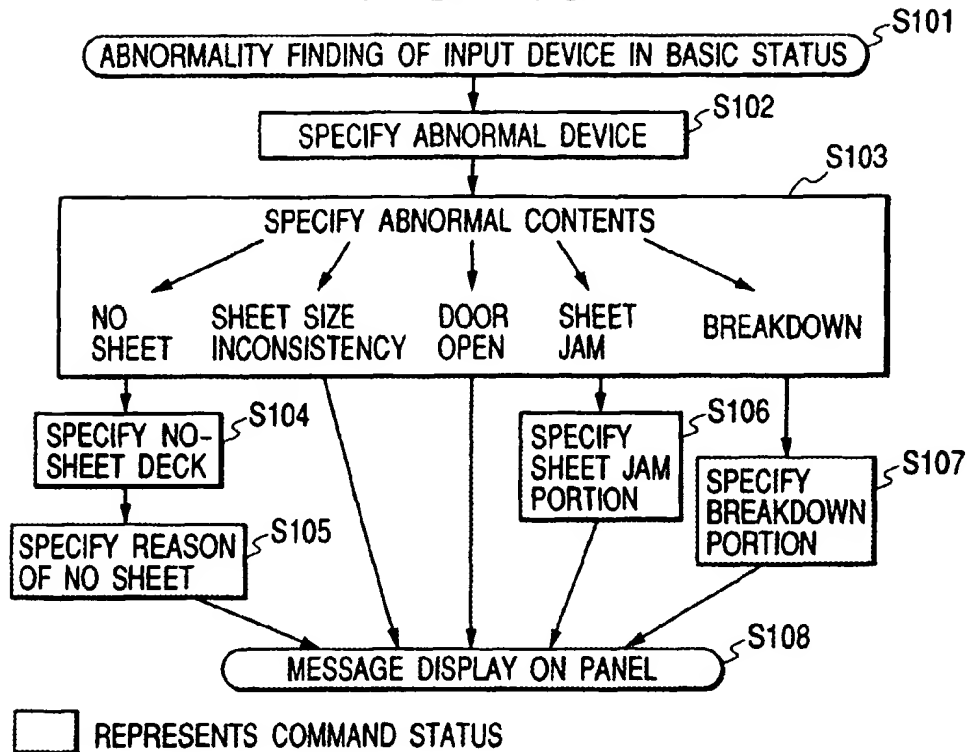 S101
ABNORMALITY FINDING OF INPUT DEVICE IN BASIC STATUS
S102
SPECIFY ABNORMAL DEVICE
S103
SPECIFY ABNORMAL CONTENTS
NO
SHEET
SHEET SIZE
INCONSISTENCY
DOOR
OPEN
SHEET
JAM
BREAKDOWN
S104
SPECIFY NO-
SHEET DECK
S105
SPECIFY REASON
OF NO SHEET
S106
SPECIFY
SHEET JAM
PORTION
S107
SPECIFY
BREAKDOWN
PORTION
S108
MESSAGE DISPLAY ON PANEL
REPRESENTS COMMAND STATUS